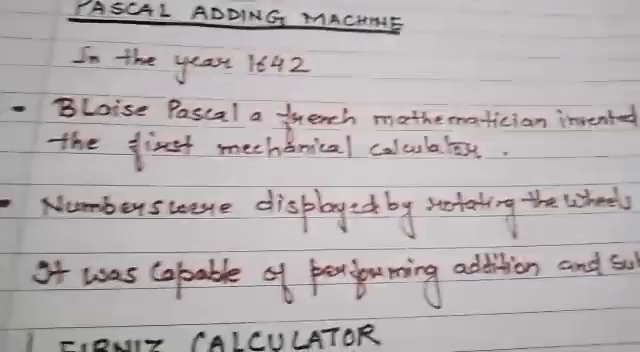 PASCAL ADDING MACHINE
In the year 1642
- BLaise Pascal a french mathematician invented
the first mechanical calculator.
- Numbers were displayed by rotating the wheels
It was capable of performing addition and su
CALCULATOR